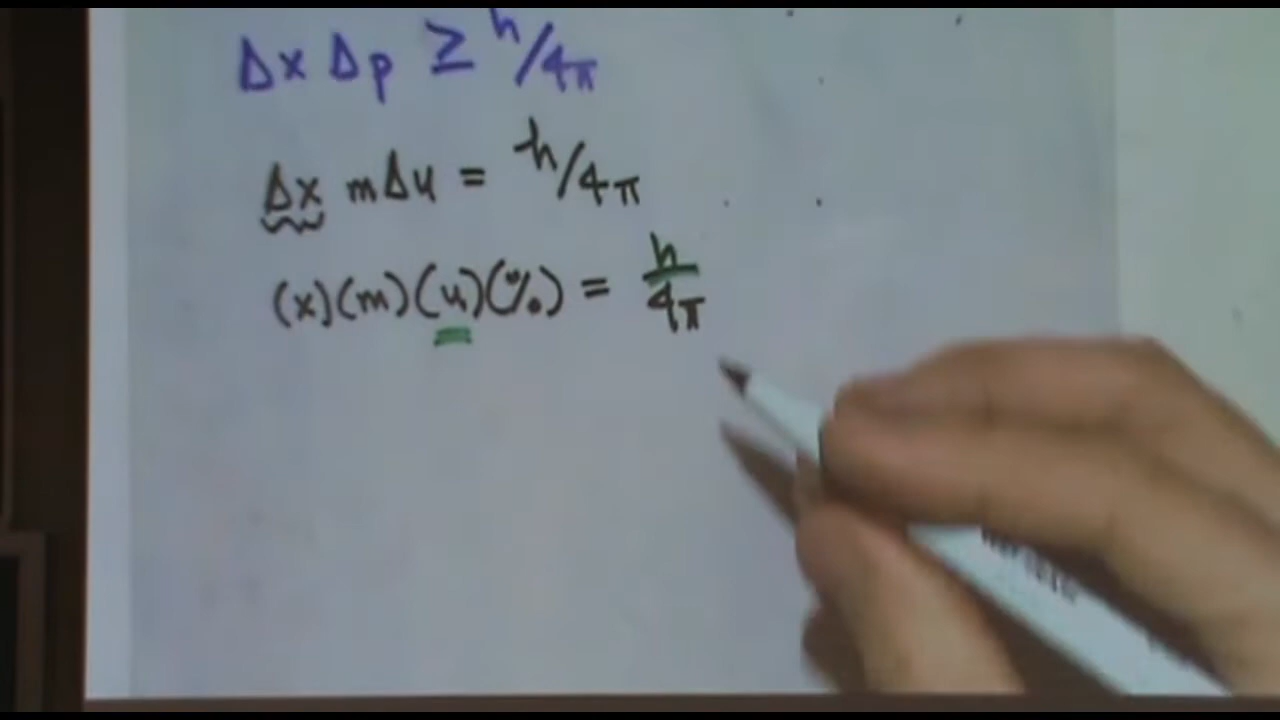 Δx Δp ≥ h/4π
Δx mΔu = h/4π
(x)(m)(u)(%) = h/4π